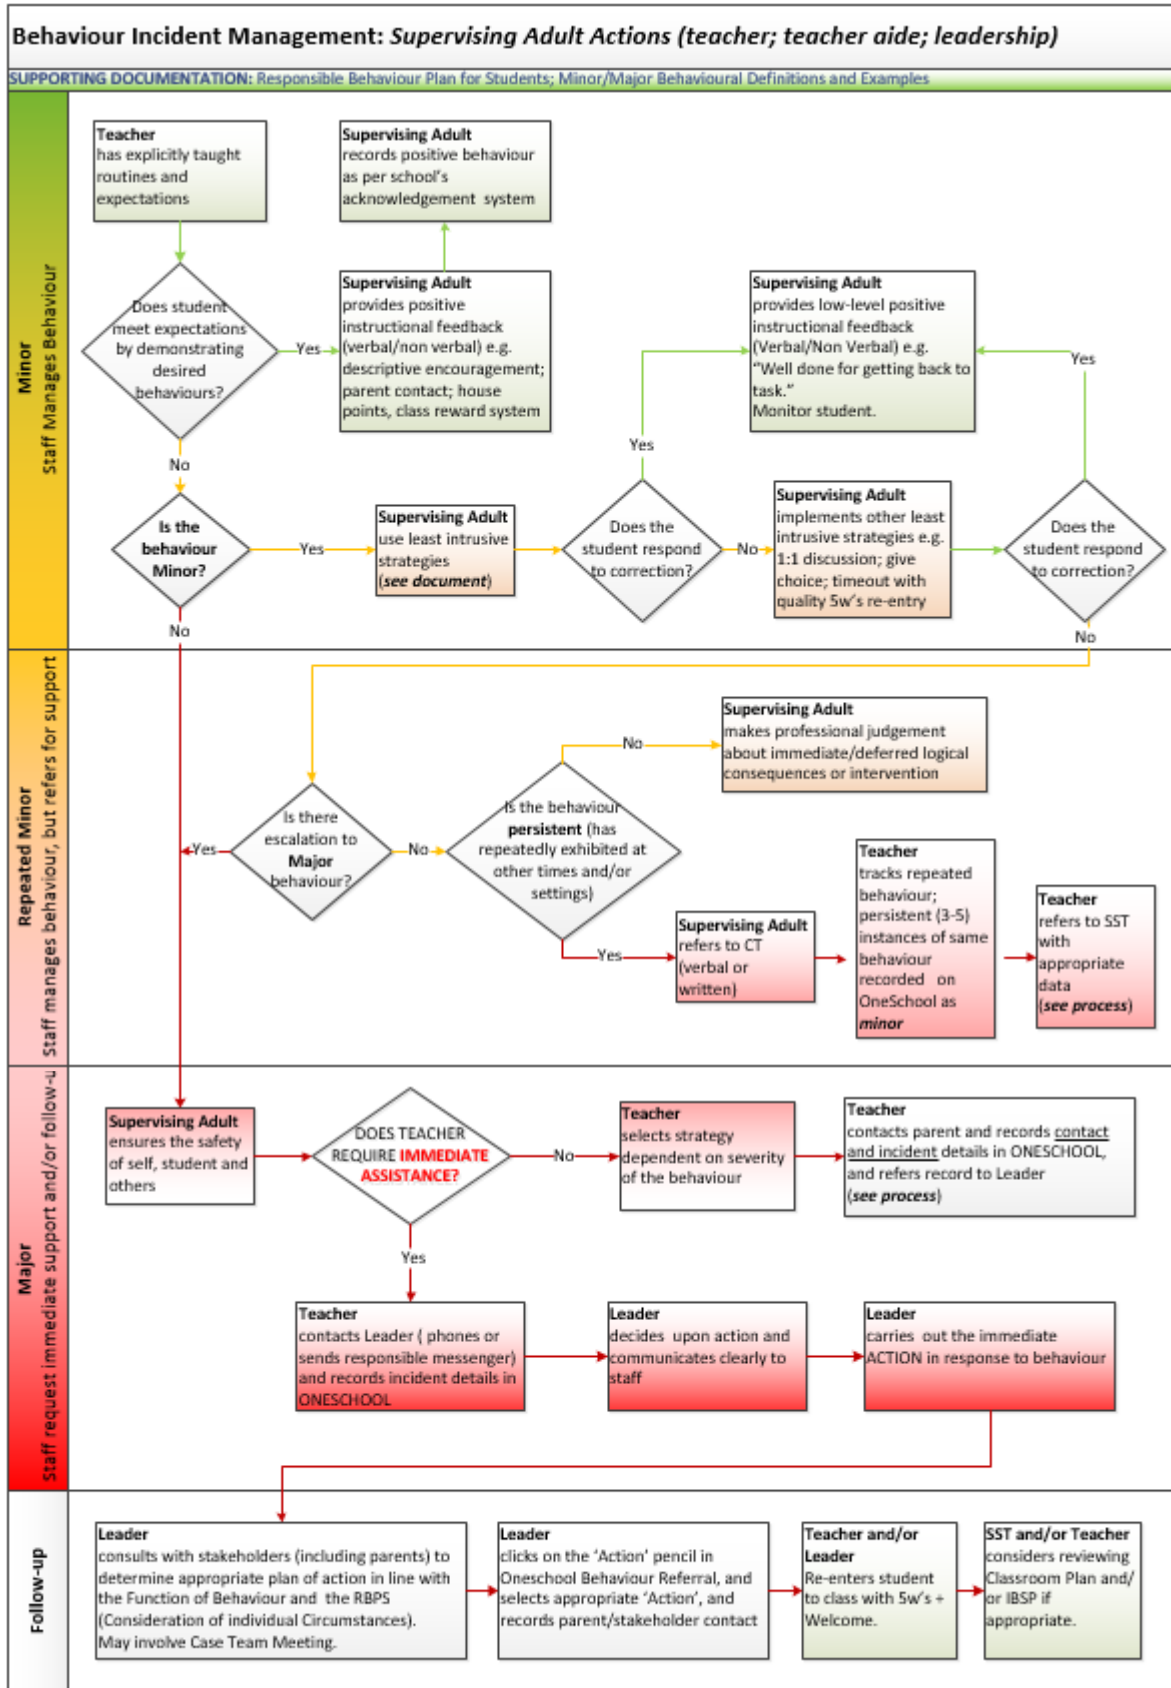 Behaviour Incident Management: Supervising Adult Actions (teacher; teacher aide; leadership)
SUPPORTING DOCUMENTATION: Responsible Behaviour Plan for Students; Minor/Major Behavioural Definitions and Examples
Minor
Staff Manages Behaviour
Teacher
has explicitly taught
routines and
expectations
Supervising Adult
records positive behaviour
as per school's
acknowledgement system
Does student
meet expectations
by demonstrating
desired
behaviours?
Yes
Supervising Adult
provides positive
instructional feedback
(verbal/non verbal) e.g.
descriptive encouragement;
parent contact; house
points, class reward system
Supervising Adult
provides low-level positive
instructional feedback
(Verbal/Non Verbal) e.g.
"Well done for getting back to
task."
Monitor student.
Yes
Yes
No
Is the
behaviour
Minor?
Yes
Supervising Adult
use least intrusive
strategies
(see document)
Does the
student respond
to correction?
No
Supervising Adult
implements other least
intrusive strategies e.g.
1:1 discussion; give
choice; timeout with
quality 5w's re-entry
Does the
student respond
to correction?
No
No
Repeated Minor
Staff manages behaviour, but refers for support
Supervising Adult
makes professional judgement
about immediate/deferred logical
consequences or intervention
No
Is there
escalation to
Major
behaviour?
Yes
No
Is the behaviour
persistent (has
repeatedly exhibited at
other times and/or
settings)
Yes
Supervising Adult
refers to CT
(verbal or
written)
Teacher
tracks repeated
behaviour;
persistent (3-5)
instances of same
behaviour
recorded on
OneSchool as
minor
Teacher
refers to SST
with
appropriate
data
(see process)
Major
Staff request immediate support and/or follow-u
Supervising Adult
ensures the safety
of self, student and
others
DOES TEACHER
REQUIRE IMMEDIATE
ASSISTANCE?
No
Teacher
selects strategy
dependent on severity
of the behaviour
Teacher
contacts parent and records contact
and incident details in ONESCHOOL,
and refers record to Leader
(see process)
Yes
Teacher
contacts Leader ( phones or
sends responsible messenger)
and records incident details in
ONESCHOOL
Leader
decides upon action and
communicates clearly to
staff
Leader
carries out the immediate
ACTION in response to behaviour
Follow-up
Leader
consults with stakeholders (including parents) to
determine appropriate plan of action in line with
the Function of Behaviour and the RBPS
(Consideration of individual Circumstances).
May involve Case Team Meeting.
Leader
clicks on the 'Action' pencil in
Oneschool Behaviour Referral, and
selects appropriate 'Action', and
records parent/stakeholder contact
Teacher and/or
Leader
Re-enters student
to class with 5w's +
Welcome.
SST and/or Teacher
considers reviewing
Classroom Plan and/
or IBSP if
appropriate.